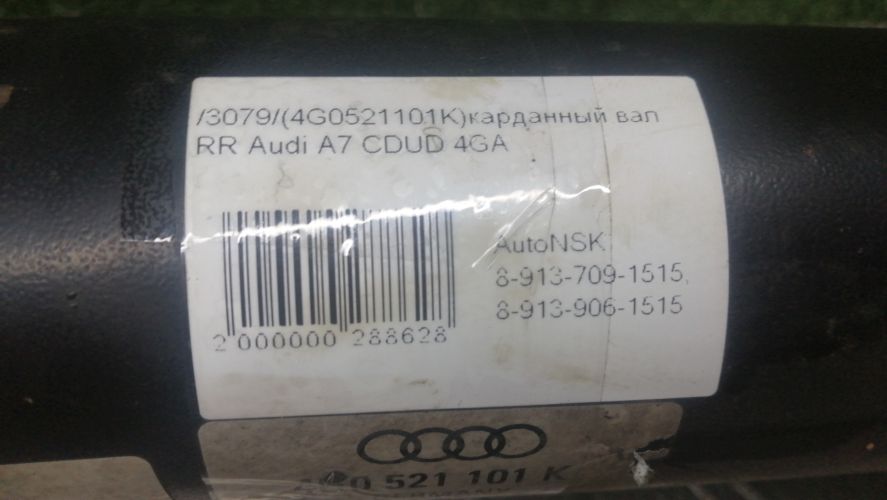 /3079/(4G0521101K)карданный вал
RR Audi A7 CDUD 4GA
AutoNSK
8-913-709-1515,
8-913-906-1515
2 000000 288628
521 101 K